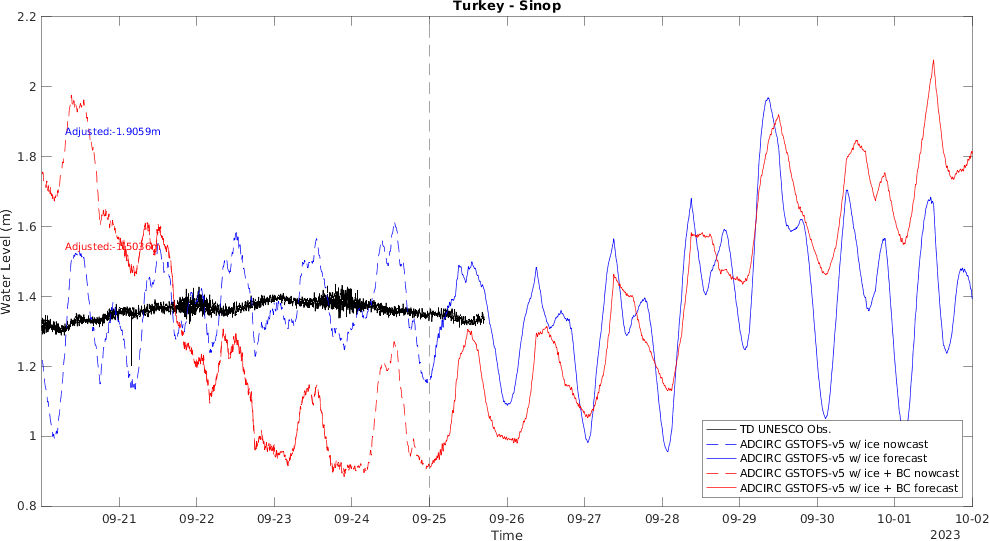 Turkey - Sinop
Water Level (m)
2.2
2
1.8
1.6
1.4
1.2
1
0.8
Adjusted:-1.9059m
Adjusted:-1.5036m
TD UNESCO Obs.
ADCIRC GSTOFS-v5 w/ ice nowcast
ADCIRC GSTOFS-v5 w/ ice forecast
ADCIRC GSTOFS-v5 w/ ice + BC nowcast
ADCIRC GSTOFS-v5 w/ ice + BC forecast
09-21 09-22 09-23 09-24 09-25 09-26 09-27 09-28 09-29 09-30 10-01 10-02
Time
2023